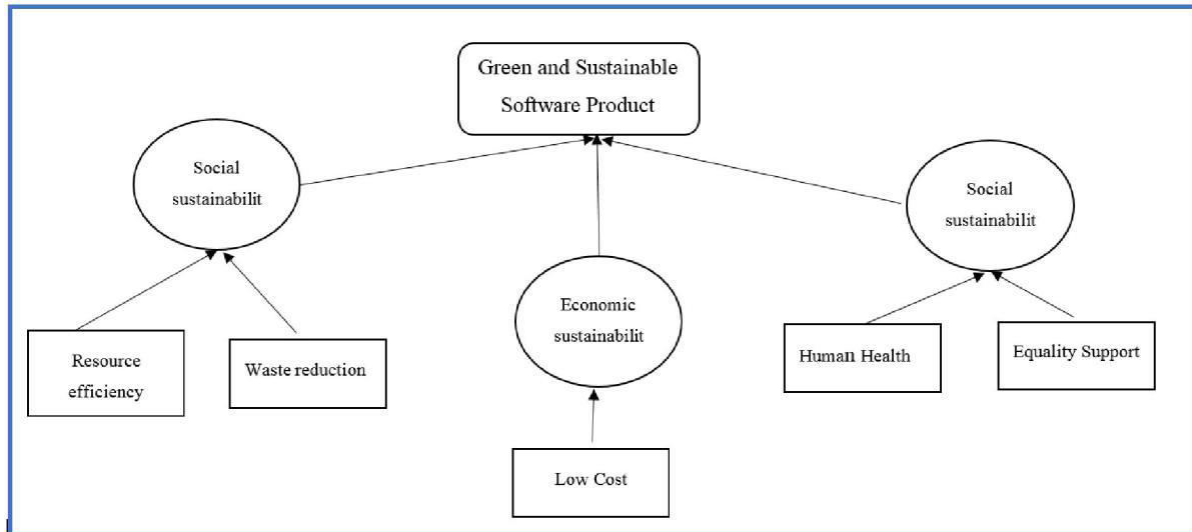 Green and Sustainable
Software Product
Social
sustainabilit
Social
sustainabilit
Economic
sustainabilit
Resource
efficiency
Waste reduction
Human Health
Equality Support
Low Cost